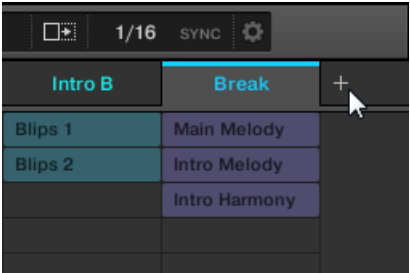 1/16 SYNC
Intro B Break +
Blips 1 Main Melody
Blips 2 Intro Melody
Intro Harmony